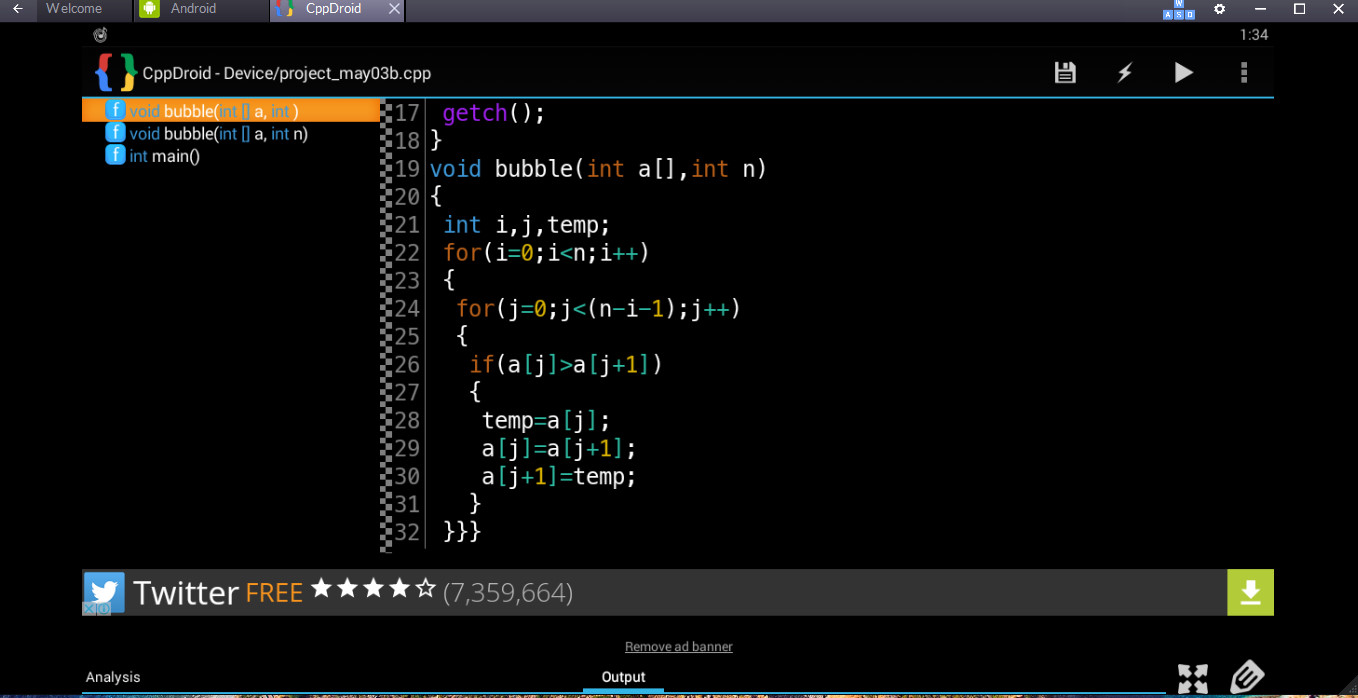 Welcome
Android
CppDroid
W
A S D
1:34
CppDroid - Device/project_may03b.cpp
f void bubble(int [] a, int )
f void bubble(int [] a, int n)
f int main()
17 getch();
18 }
19 void bubble(int a[],int n)
20 {
21 int i,j,temp;
22 for(i=0;i<n;i++)
23 {
24 for(j=0;j<(n-i-1);j++)
25 {
26 if(a[j]>a[j+1])
27 {
28 temp=a[j];
29 a[j]=a[j+1];
30 a[j+1]=temp;
31 }
32 }}}
Twitter FREE ★★★★☆ (7,359,664)
Remove ad banner
Analysis
Output